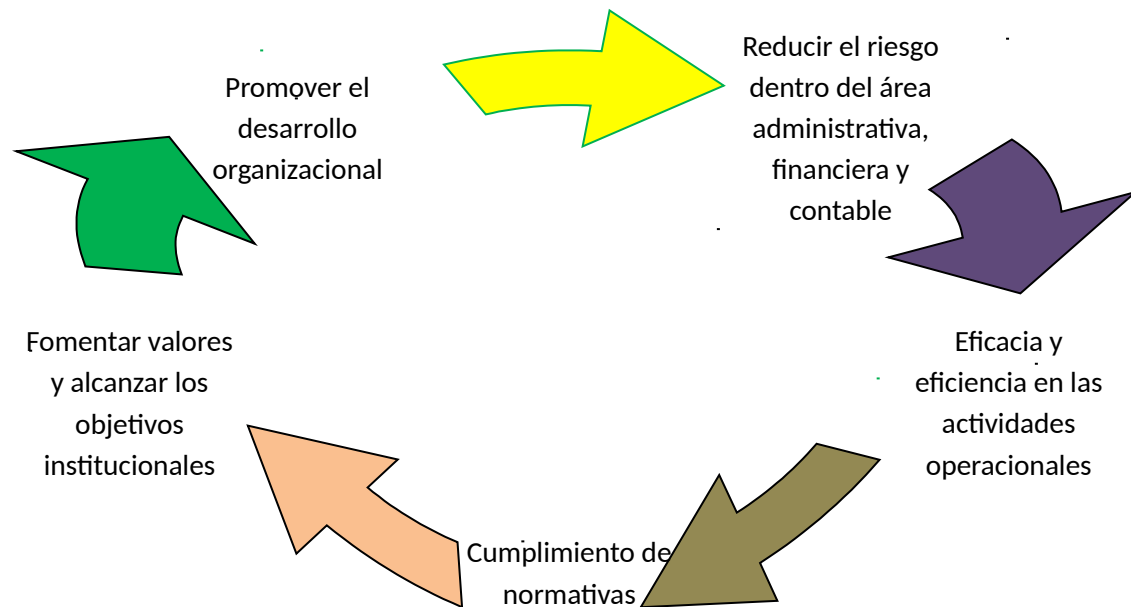 Promover el
desarrollo
organizacional
Reducir el riesgo
dentro del área
administrativa,
financiera y
contable
Eficacia y
eficiencia en las
actividades
operacionales
Cumplimiento de
normativas
Fomentar valores
y alcanzar los
objetivos
institucionales